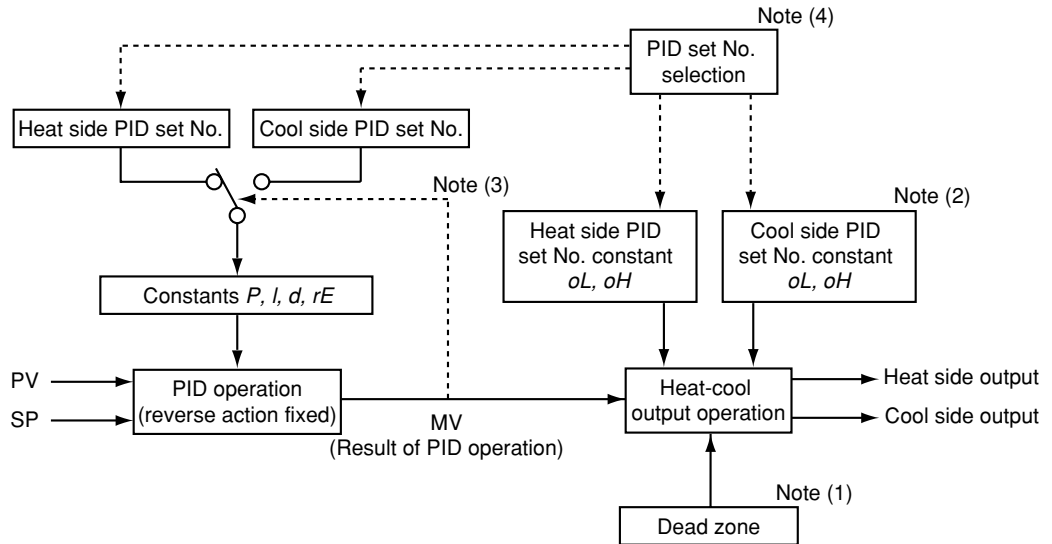 Note (4)
PID set No.
selection
Heat side PID set No.
Cool side PID set No.
Note (3)
Note (2)
Heat side PID
set No. constant
oL, oH
Cool side PID
set No. constant
oL, oH
Constants P, I, d, rE
PV
SP
PID operation
(reverse action fixed)
MV
(Result of PID operation)
Heat-cool
output operation
Heat side output
Cool side output
Note (1)
Dead zone